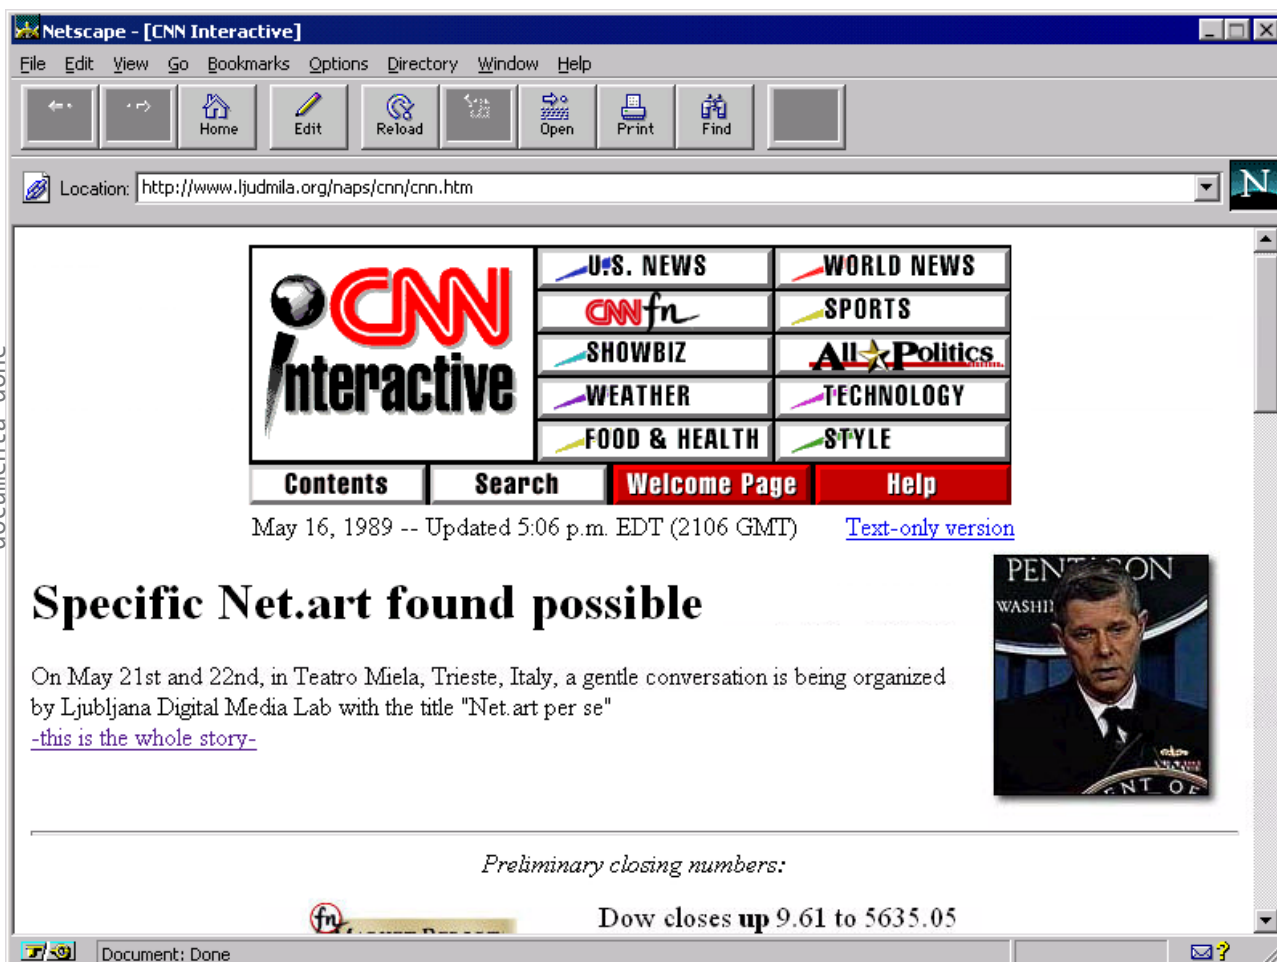 Netscape - [CNN Interactive]
File Edit View Go Bookmarks Options Directory Window Help
Home Edit Reload Open Print Find
Location: http://www.ljudmila.org/naps/cnn/cnn.htm
N
CNN interactive
U.S. NEWS WORLD NEWS
CNNfn SPORTS
SHOWBIZ All Politics
WEATHER TECHNOLOGY
FOOD & HEALTH STYLE
Contents Search Welcome Page Help
May 16, 1989 -- Updated 5:06 p.m. EDT (2106 GMT) Text-only version
PENTAGON
Specific Net.art found possible
On May 21st and 22nd, in Teatro Miela, Trieste, Italy, a gentle conversation is being organized
by Ljubljana Digital Media Lab with the title "Net.art per se"
-this is the whole story-
Preliminary closing numbers:
fn
Dow closes up 9.61 to 5635.05
Document: Done